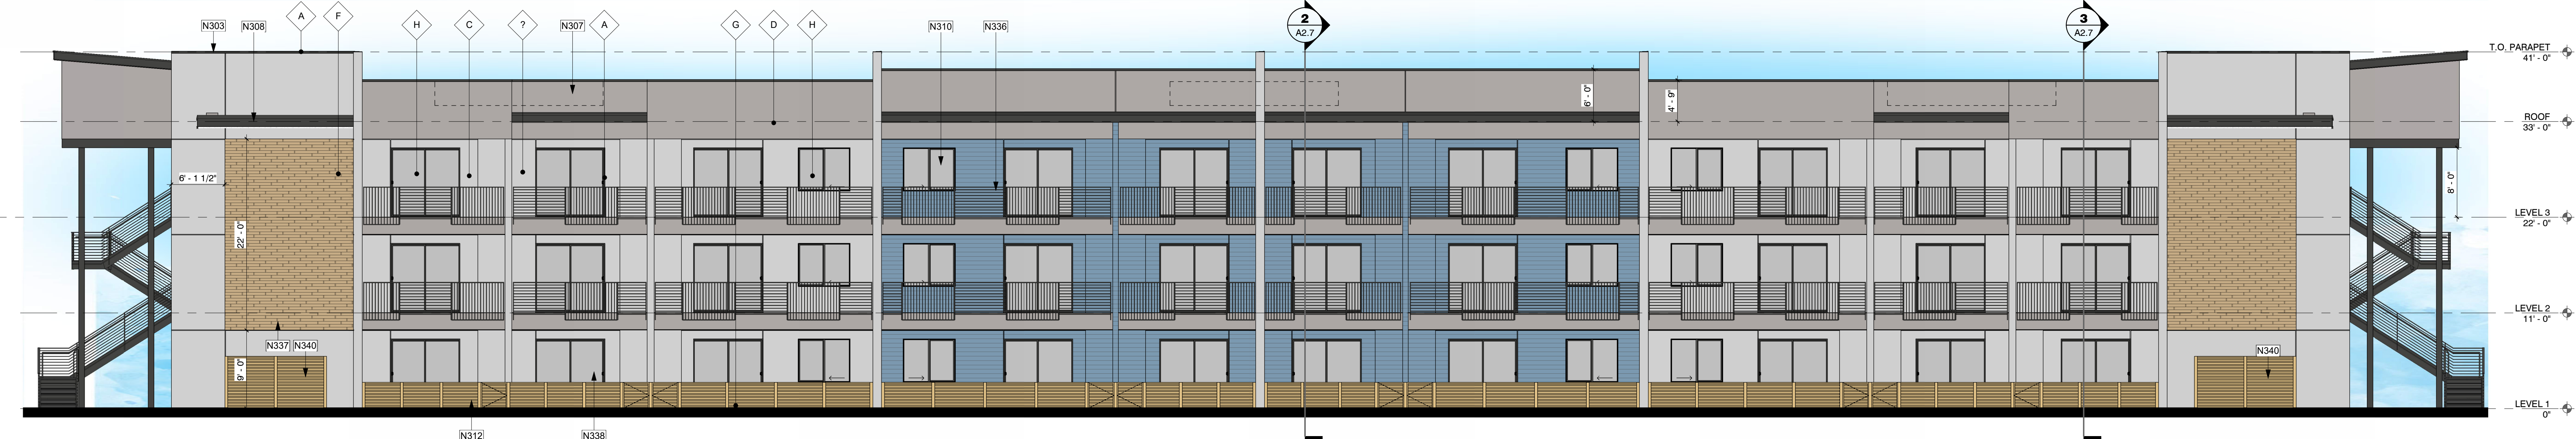 A
F
H
C
?
A
G
D
H
N303
N308
N307
N310
N336
2
A2.7
3
A2.7
T.O. PARAPET
41' - 0"
6' - 0"
4' - 9"
ROOF
33' - 0"
6' - 1 1/2"
8' - 0"
22' - 0"
LEVEL 3
22' - 0"
LEVEL 2
11' - 0"
N337
N340
N340
9' - 0"
LEVEL 1
0"
N312
N338